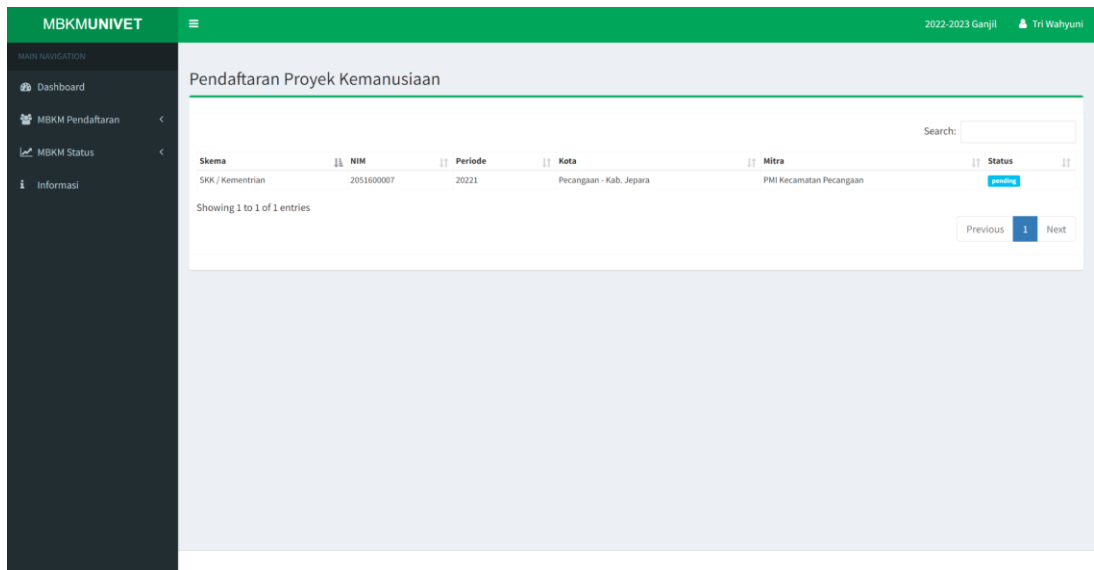 MBKMUNIVET
2022-2023 Ganjil Tri Wahyuni
MAIN NAVIGATION
Dashboard
MBKM Pendaftaran
MBKM Status
Informasi
Pendaftaran Proyek Kemanusiaan
Search:
Skema NIM Periode Kota Mitra Status
SKK / Kementrian 2051600007 20221 Pecangaan - Kab. Jepara PMI Kecamatan Pecangaan pending
Showing 1 to 1 of 1 entries
Previous 1 Next